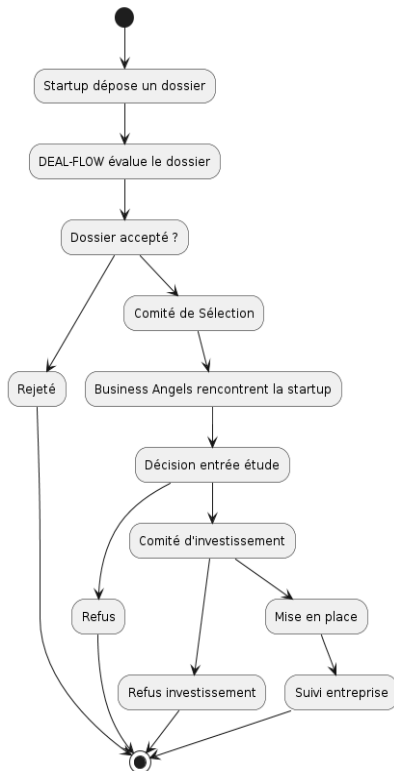 Startup dépose un dossier
DEAL-FLOW évalue le dossier
Dossier accepté ?
Comité de Sélection
Rejeté
Business Angels rencontrent la startup
Décision entrée étude
Comité d'investissement
Refus
Mise en place
Refus investissement
Suivi entreprise